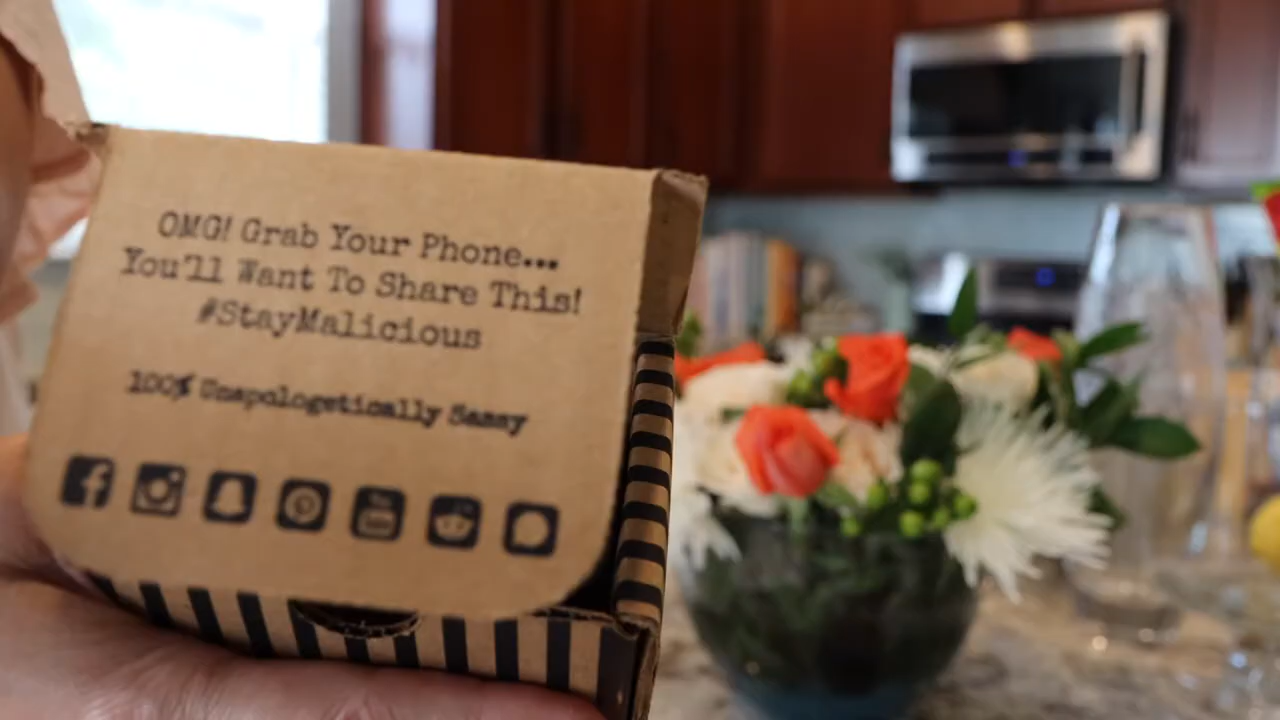 OMG! Grab Your Phone...
You'll Want To Share This!
#StayMalicious
100% Unapologetically Sassy